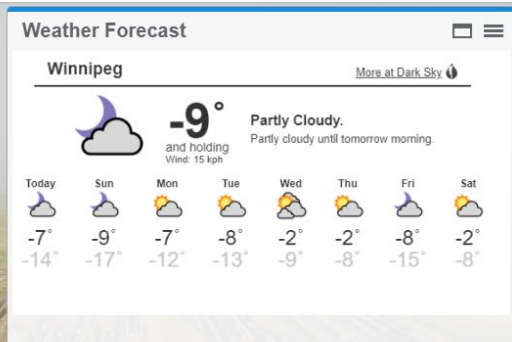 Weather Forecast
Winnipeg
More at Dark Sky
-9°
and holding
Wind: 15 kph
Partly Cloudy.
Partly cloudy until tomorrow morning.
Today Sun Mon Tue Wed Thu Fri Sat
-7° -9° -7° -8° -2° -2° -8° -2°
-14° -17° -12° -13° -9° -8° -15° -8°